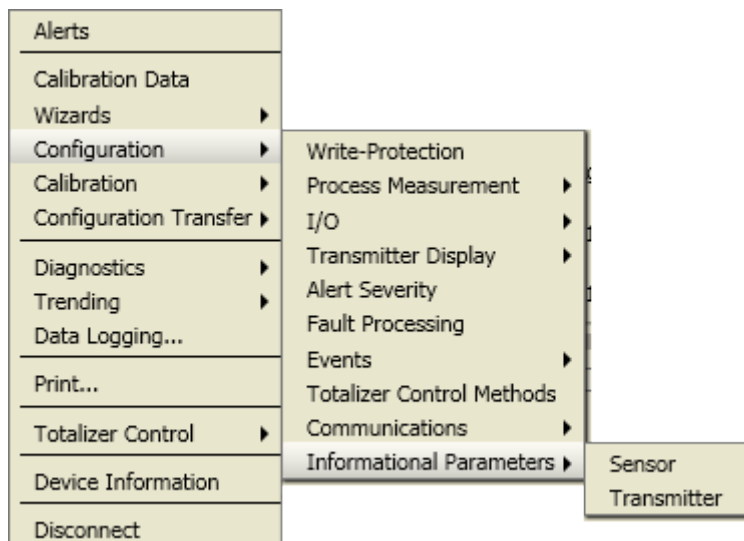 Alerts
Calibration Data
Wizards
Configuration
Calibration
Configuration Transfer
Diagnostics
Trending
Data Logging...
Print...
Totalizer Control
Device Information
Disconnect
Write-Protection
Process Measurement
I/O
Transmitter Display
Alert Severity
Fault Processing
Events
Totalizer Control Methods
Communications
Informational Parameters
Sensor
Transmitter